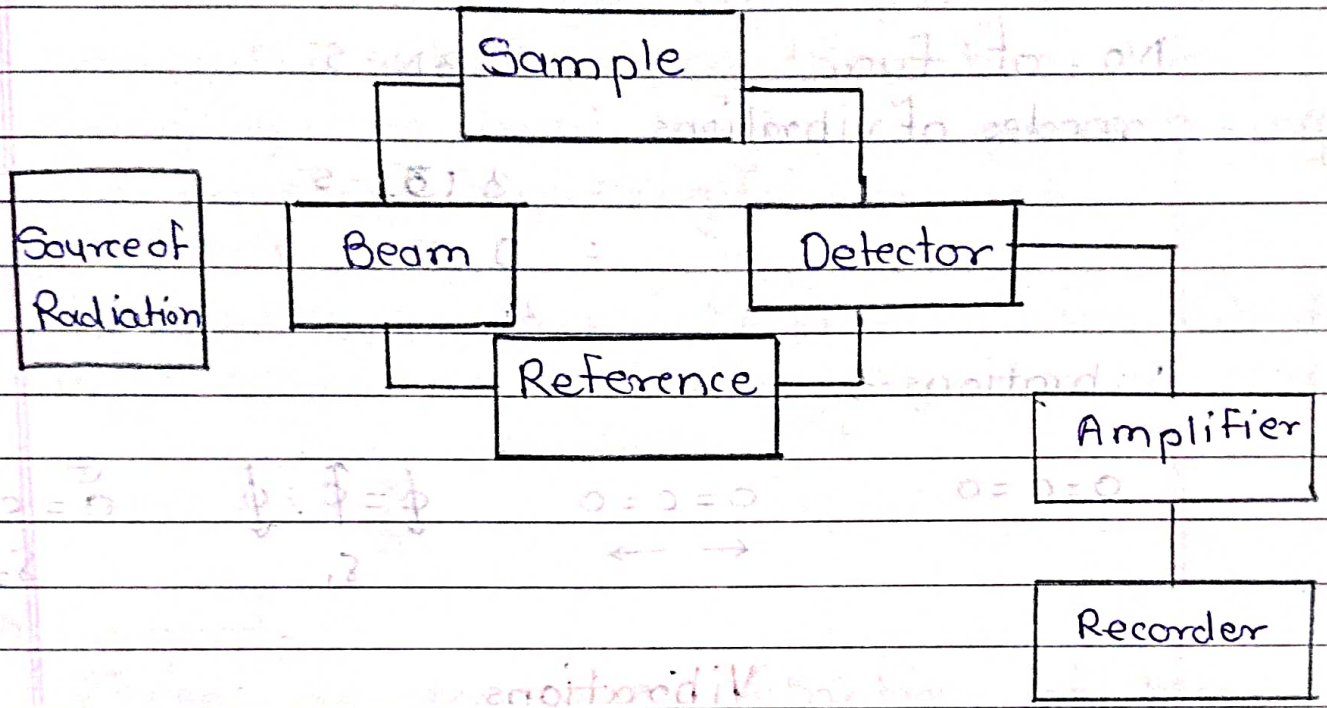 Sample
Source of
Radiation
Beam
Detector
Reference
Amplifier
Recorder